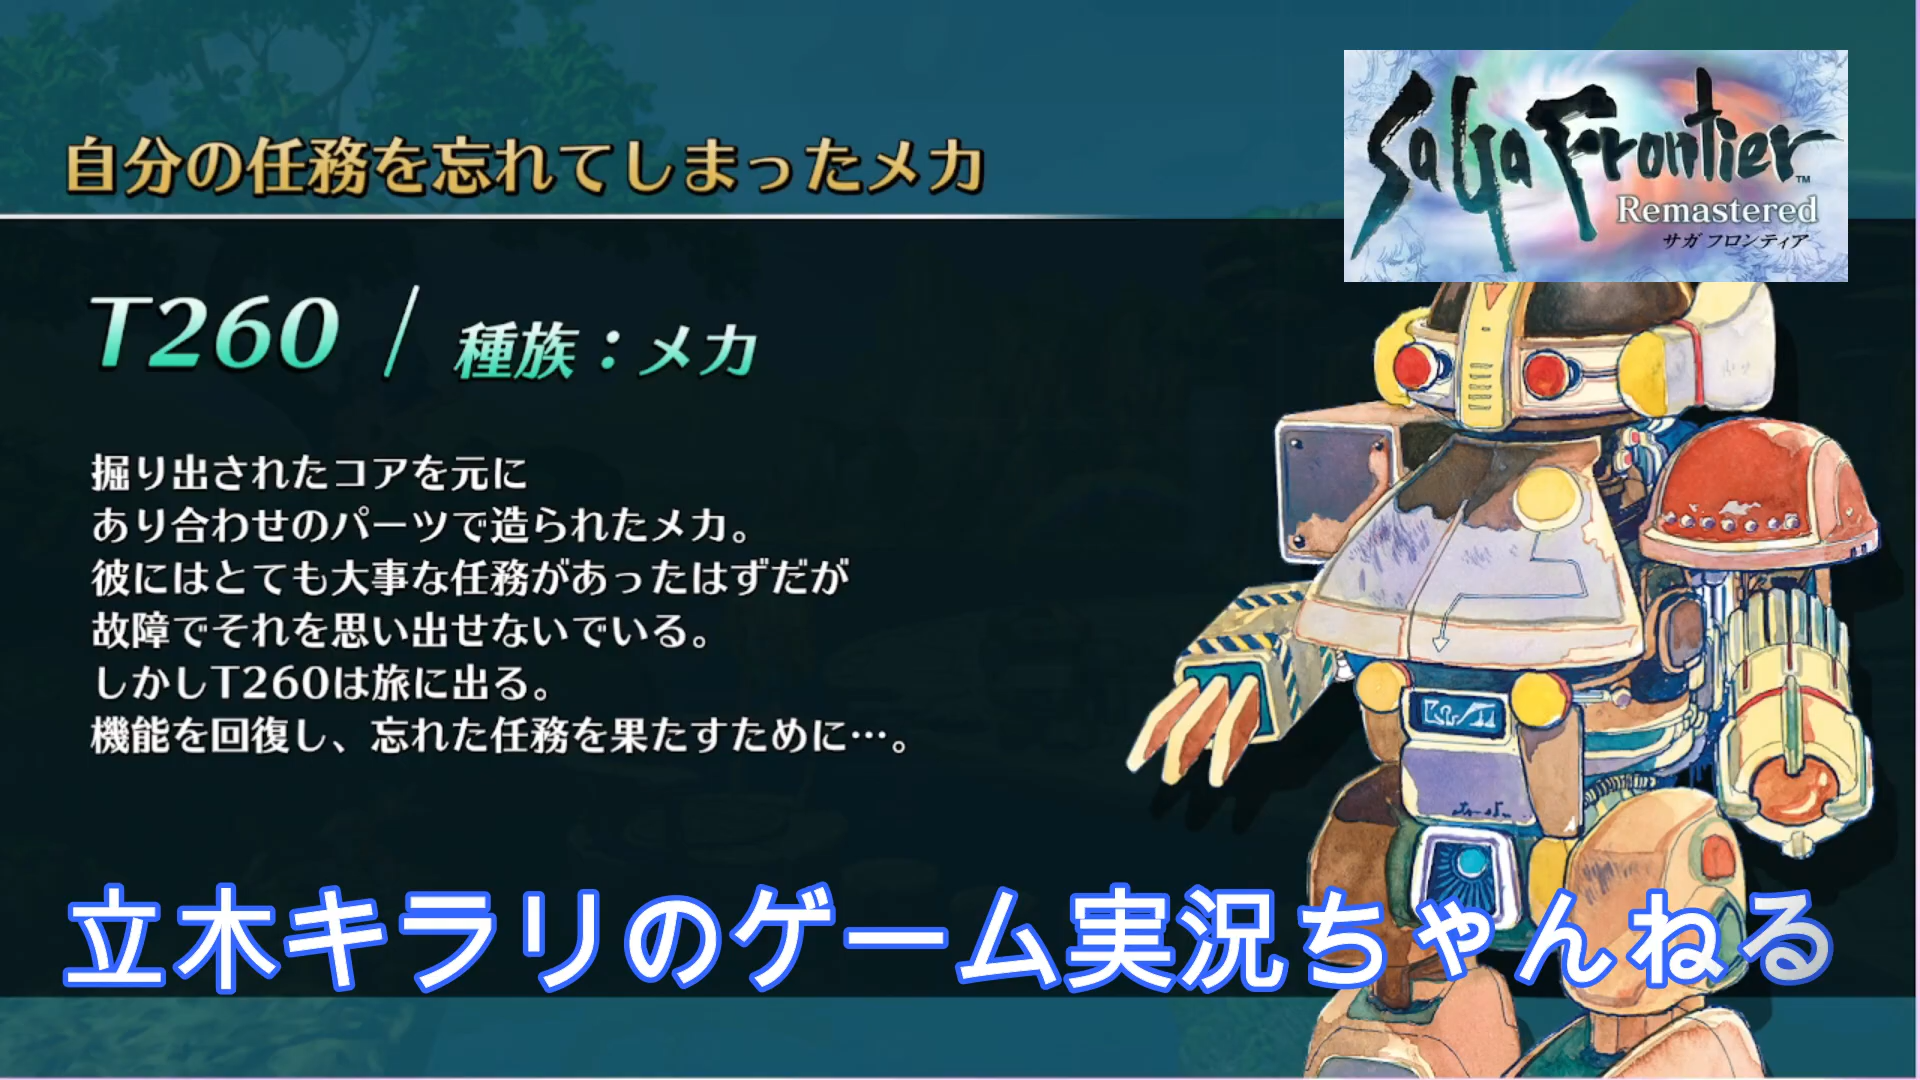 自分の任務を忘れてしまったメカ
SaGa Frontier™
Remastered
サガ フロンティア
T260 / 種族：メカ
掘り出されたコアを元に
あり合わせのパーツで造られたメカ。
彼にはとても大事な任務があったはずだが
故障でそれを思い出せないでいる。
しかしT260は旅に出る。
機能を回復し、忘れた任務を果たすために…。
立木キラリのゲーム実況ちゃんねる